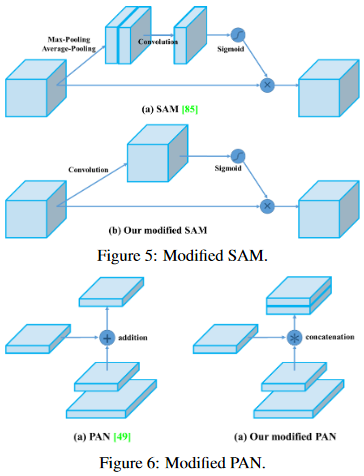 Max-Pooling
Average-Pooling
Convolution
Sigmoid
(a) SAM [85]
Convolution
Sigmoid
(b) Our modified SAM
Figure 5: Modified SAM.
addition
concatenation
(a) PAN [49]
(a) Our modified PAN
Figure 6: Modified PAN.